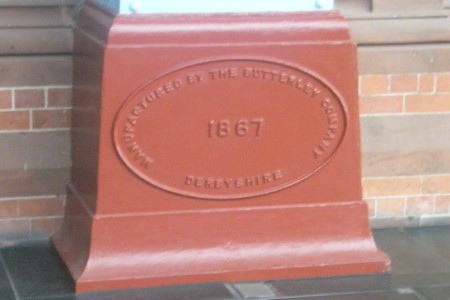 MANUFACTURED BY THE BUTTERLEY COMPANY
1867
DERBYSHIRE